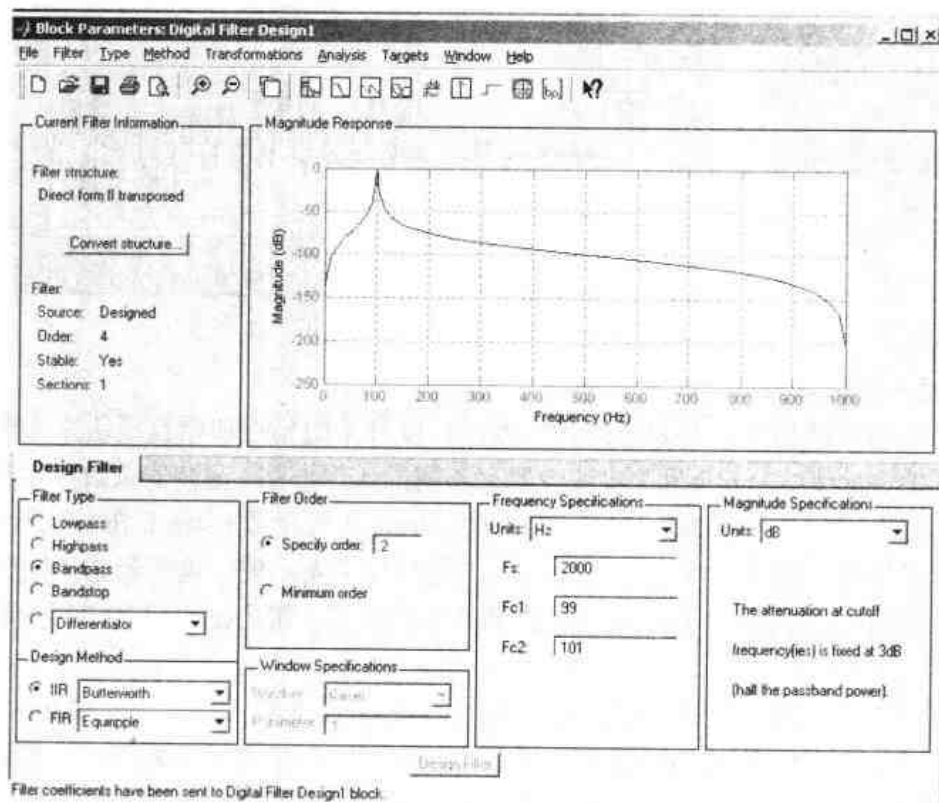 Block Parameters: Digital Filter Design1
File Filter Type Method Transformations Analysis Targets Window Help
Current Filter Information
Filter structure:
Direct form II transposed
Convert structure...
Filter
Source: Designed
Order: 4
Stable: Yes
Sections: 1
Magnitude Response
Magnitude (dB)
0
-50
-150
-200
-250
0 100 200 300 400 500 600 700 800 900 1000
Frequency (Hz)
Design Filter
Filter Type
Lowpass
Highpass
Bandpass
Bandstop
Differentiator
Design Method
IIR Butterworth
FIR Equiripple
Filter Order
Specify order: 2
Minimum order
Window Specifications
Window:
Parameter:
Frequency Specifications
Units: Hz
Fs: 2000
Fc1: 99
Fc2: 101
Magnitude Specifications
Units: dB
The attenuation at cutoff
frequency(ies) is fixed at 3dB
(half the passband power).
Design Filter
Filter coefficients have been sent to Digital Filter Design1 block.